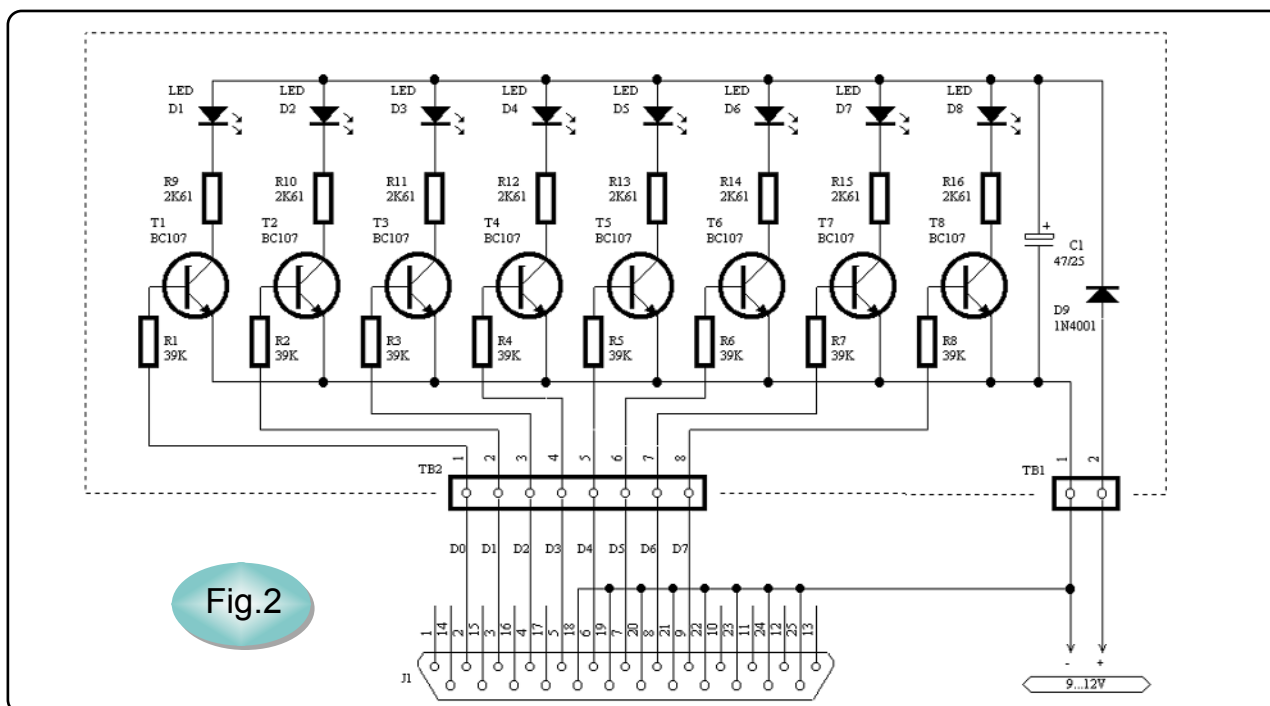 LED LED LED LED LED LED LED LED
D1 D2 D3 D4 D5 D6 D7 D8
R9 R10 R11 R12 R13 R14 R15 R16
2K61 2K61 2K61 2K61 2K61 2K61 2K61 2K61
T1 T2 T3 T4 T5 T6 T7 T8
BC107 BC107 BC107 BC107 BC107 BC107 BC107 BC107
+
C1
47/25
D9
1N4001
R1 R2 R3 R4 R5 R6 R7 R8
39K 39K 39K 39K 39K 39K 39K 39K
1 2 3 4 5 6 7 8
1 2
TB2
TB1
D0 D1 D2 D3 D4 D5 D6 D7
Fig.2
1 14 2 15 3 16 4 17 5 18 6 19 7 20 8 21 9 22 10 23 11 24 12 25 13
J1
- +
9...12V